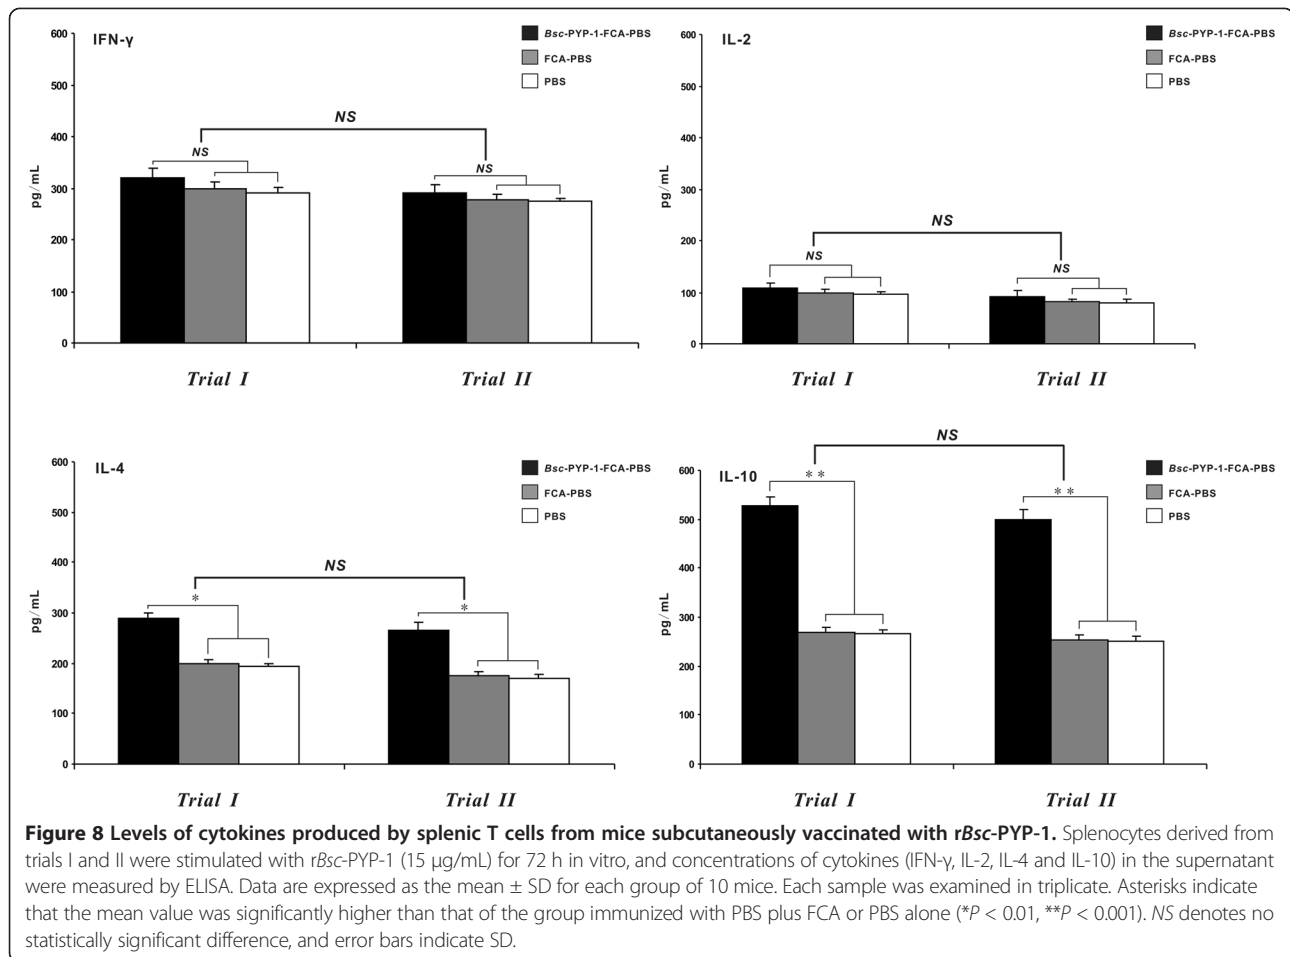 IFN-γ
600
500
400
300
200
100
0
pg/mL
Bsc-PYP-1-FCA-PBS
FCA-PBS
PBS
NS
NS
NS
Trial I
Trial II
IL-2
600
500
400
300
200
100
0
pg/mL
Bsc-PYP-1-FCA-PBS
FCA-PBS
PBS
NS
NS
NS
Trial I
Trial II
IL-4
600
500
400
300
200
100
0
pg/mL
Bsc-PYP-1-FCA-PBS
FCA-PBS
PBS
NS
*
*
Trial I
Trial II
IL-10
600
500
400
300
200
100
0
pg/mL
Bsc-PYP-1-FCA-PBS
FCA-PBS
PBS
NS
**
**
Trial I
Trial II
Figure 8 Levels of cytokines produced by splenic T cells from mice subcutaneously vaccinated with rBsc-PYP-1. Splenocytes derived from
trials I and II were stimulated with rBsc-PYP-1 (15 μg/mL) for 72 h in vitro, and concentrations of cytokines (IFN-γ, IL-2, IL-4 and IL-10) in the supernatant
were measured by ELISA. Data are expressed as the mean ± SD for each group of 10 mice. Each sample was examined in triplicate. Asterisks indicate
that the mean value was significantly higher than that of the group immunized with PBS plus FCA or PBS alone (*P < 0.01, **P < 0.001). NS denotes no
statistically significant difference, and error bars indicate SD.